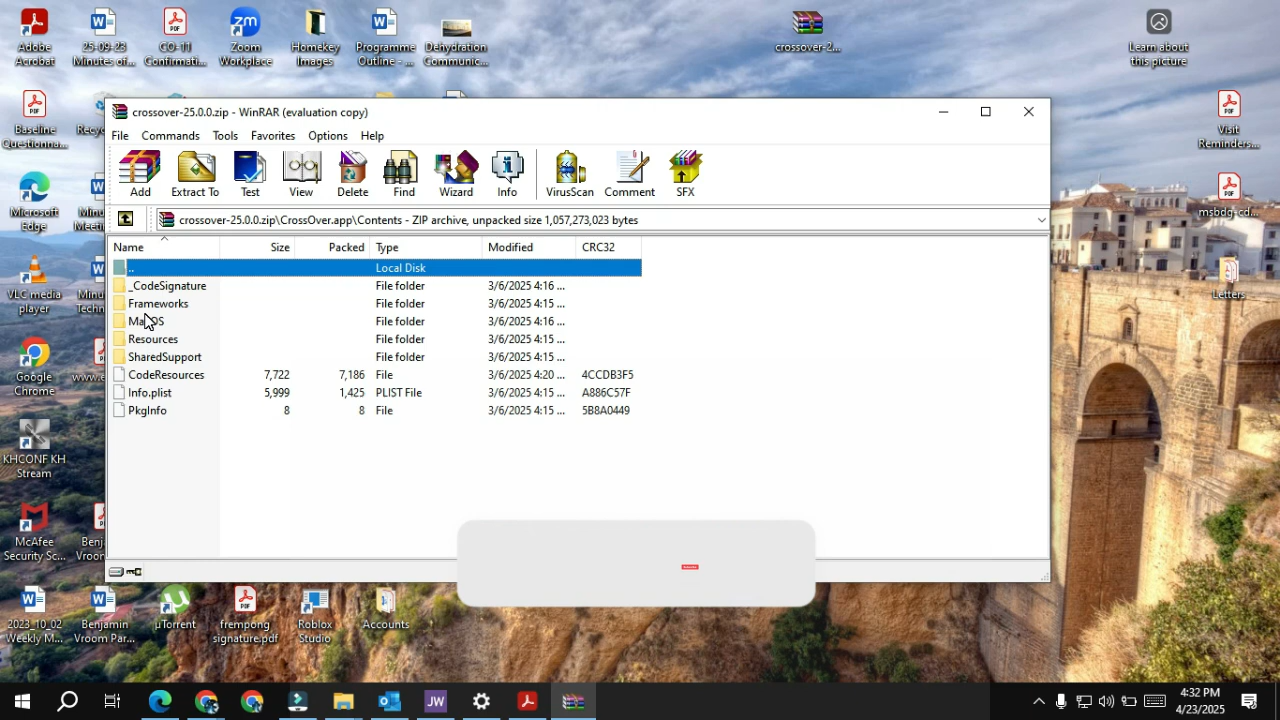 Adobe Acrobat
25-09-23 Minutes of...
CO-11 Confirmati...
Zoom Workplace
Homekey Images
Programme Outline - ...
Dehydration Communic...
crossover-2...
Learn about this picture
Baseline Questionna...
Visit Reminders...
Microsoft Edge
msbdg-cd...
VLC media player
Letters
Google Chrome
KHCONF KH Stream
McAfee Security Sc...
2023_10_02 Weekly M...
Benjamin Vroom Par...
µTorrent
frempong signature.pdf
Roblox Studio
Accounts
crossover-25.0.0.zip - WinRAR (evaluation copy)
File Commands Tools Favorites Options Help
Add Extract To Test View Delete Find Wizard Info VirusScan Comment SFX
crossover-25.0.0.zip\CrossOver.app\Contents - ZIP archive, unpacked size 1,057,273,023 bytes
Name Size Packed Type Modified CRC32
.. Local Disk
_CodeSignature File folder 3/6/2025 4:16 ...
Frameworks File folder 3/6/2025 4:15 ...
File folder 3/6/2025 4:16 ...
Resources File folder 3/6/2025 4:15 ...
SharedSupport File folder 3/6/2025 4:15 ...
CodeResources 7,722 7,186 File 3/6/2025 4:20 ... 4CCDB3F5
Info.plist 5,999 1,425 PLIST File 3/6/2025 4:15 ... A886C57F
PkgInfo 8 8 File 3/6/2025 4:15 ... 5B8A0449
JW
4:32 PM
4/23/2025